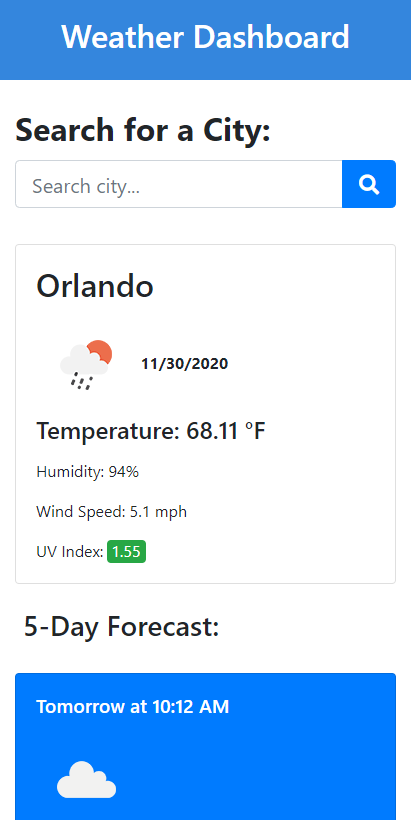 Weather Dashboard
Search for a City:
Search city...
Orlando
11/30/2020
Temperature: 68.11 °F
Humidity: 94%
Wind Speed: 5.1 mph
UV Index: 1.55
5-Day Forecast:
Tomorrow at 10:12 AM